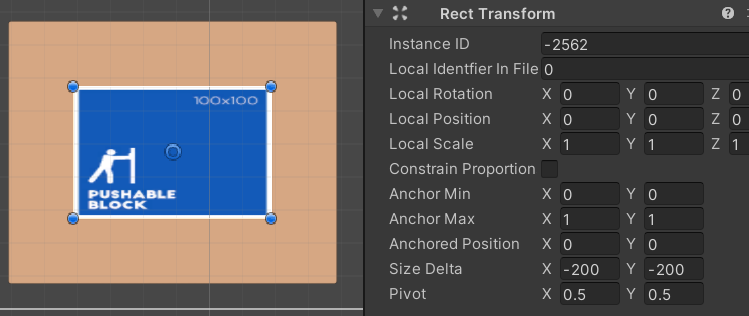 100x100
PUSHABLE
BLOCK
Rect Transform
Instance ID -2562
Local Identfier In File 0
Local Rotation X 0 Y 0 Z 0
Local Position X 0 Y 0 Z 0
Local Scale X 1 Y 1 Z 1
Constrain Proportion
Anchor Min X 0 Y 0
Anchor Max X 1 Y 1
Anchored Position X 0 Y 0
Size Delta X -200 Y -200
Pivot X 0.5 Y 0.5